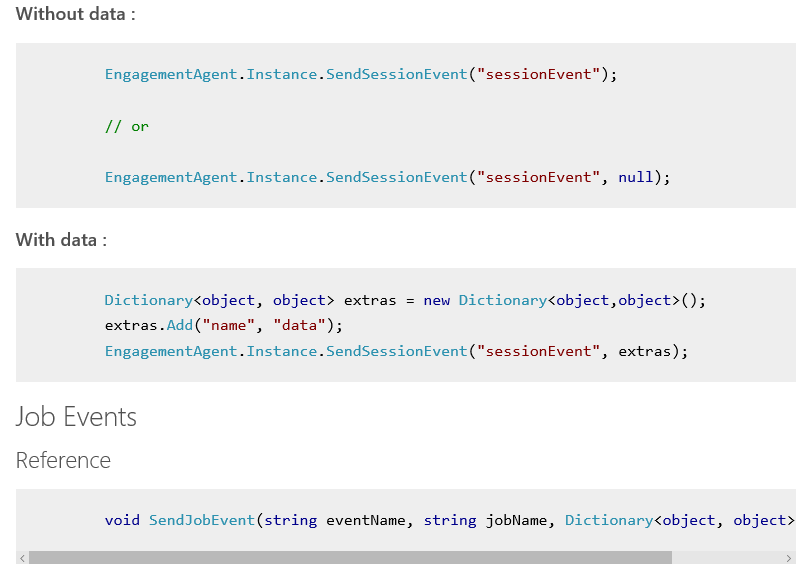 Without data :
EngagementAgent.Instance.SendSessionEvent("sessionEvent");
// or
EngagementAgent.Instance.SendSessionEvent("sessionEvent", null);
With data :
Dictionary<object, object> extras = new Dictionary<object,object>();
extras.Add("name", "data");
EngagementAgent.Instance.SendSessionEvent("sessionEvent", extras);
Job Events
Reference
void SendJobEvent(string eventName, string jobName, Dictionary<object, object>